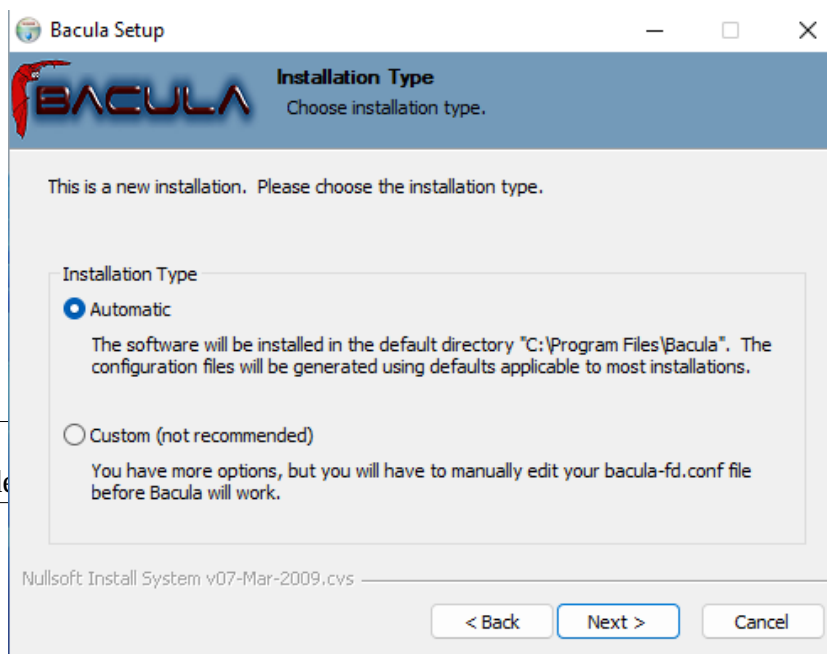 Bacula Setup
BACULA
Installation Type
Choose installation type.
This is a new installation.  Please choose the installation type.
Installation Type
Automatic
The software will be installed in the default directory "C:\Program Files\Bacula".  The
configuration files will be generated using defaults applicable to most installations.
Custom (not recommended)
You have more options, but you will have to manually edit your bacula-fd.conf file
before Bacula will work.
Nullsoft Install System v07-Mar-2009.cvs
< Back
Next >
Cancel